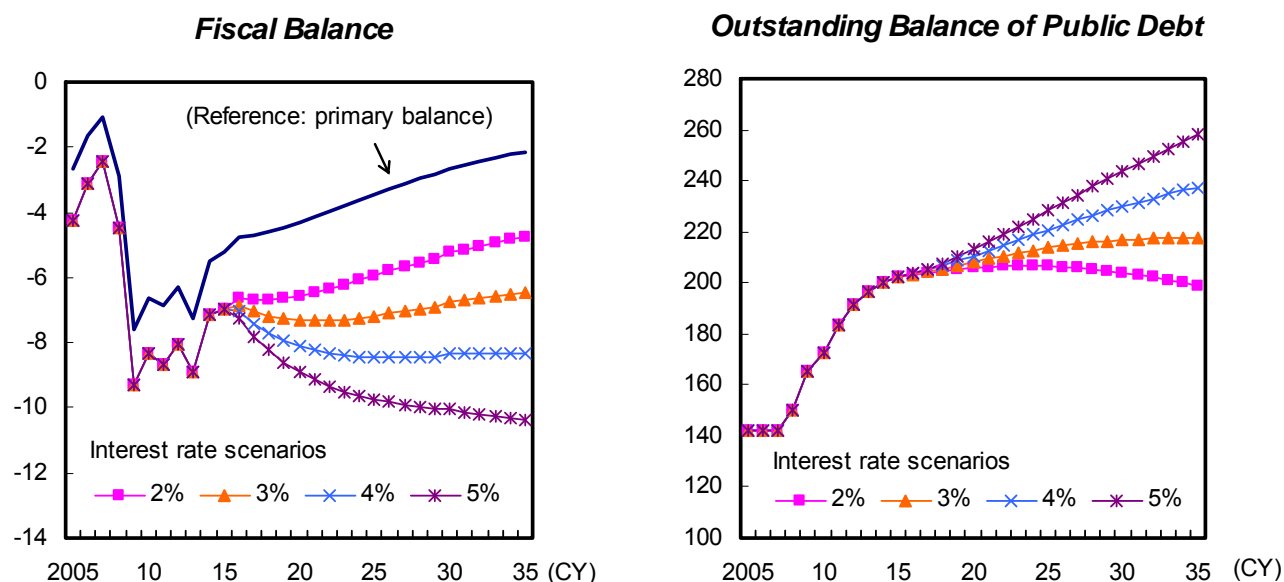 Fiscal Balance
0
-2
-4
-6
-8
-10
-12
-14
(Reference: primary balance)
Interest rate scenarios
2% 3% 4% 5%
2005 10 15 20 25 30 35 (CY)
Outstanding Balance of Public Debt
280
260
240
220
200
180
160
140
120
100
Interest rate scenarios
2% 3% 4% 5%
2005 10 15 20 25 30 35 (CY)